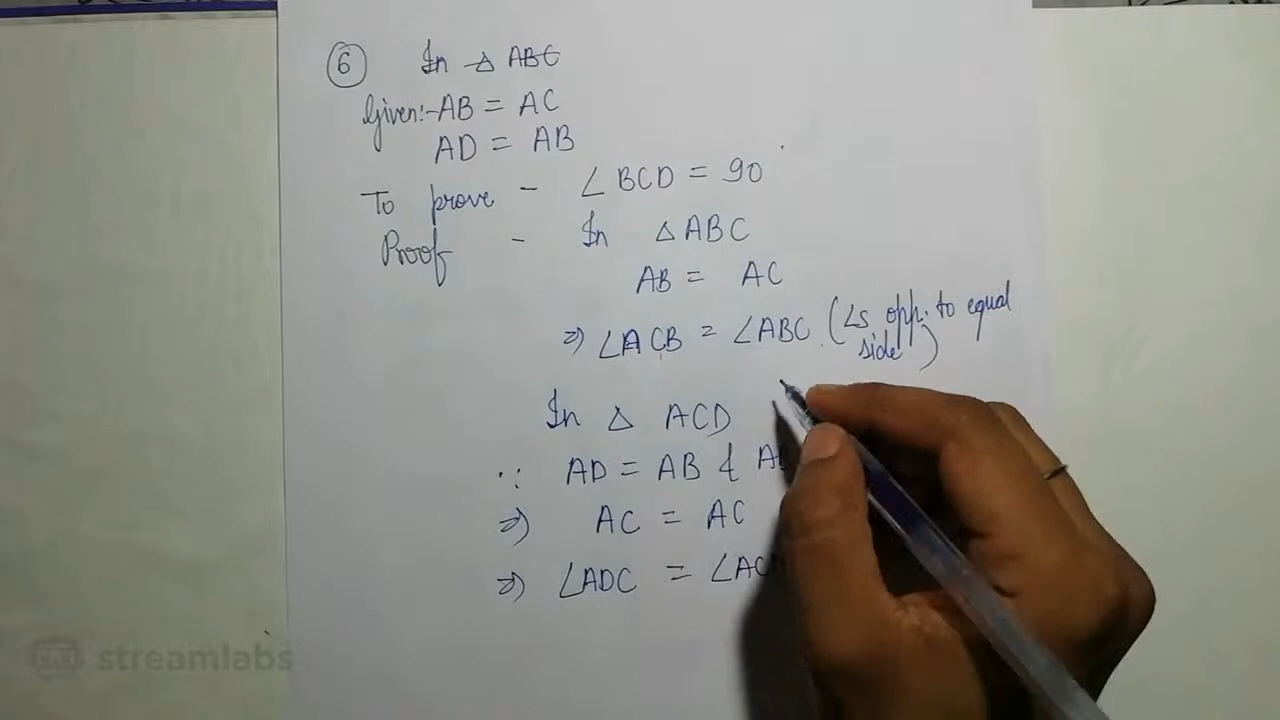 6 In △ ABC
Given:- AB = AC
AD = AB
To prove - ∠BCD = 90
Proof - In △ABC
AB = AC
⇒ ∠ACB = ∠ABC (∠s opp. to equal side)
In △ ACD
∵ AD = AB &
⇒ AC = AC
⇒ ∠ADC =
streamlabs